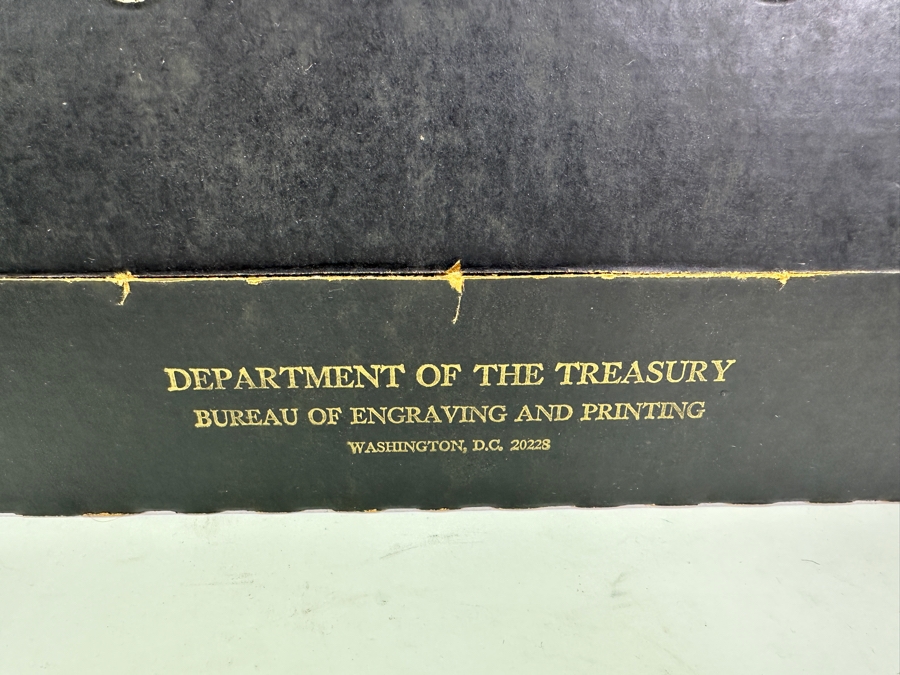 DEPARTMENT OF THE TREASURY
BUREAU OF ENGRAVING AND PRINTING
WASHINGTON, D.C. 20228